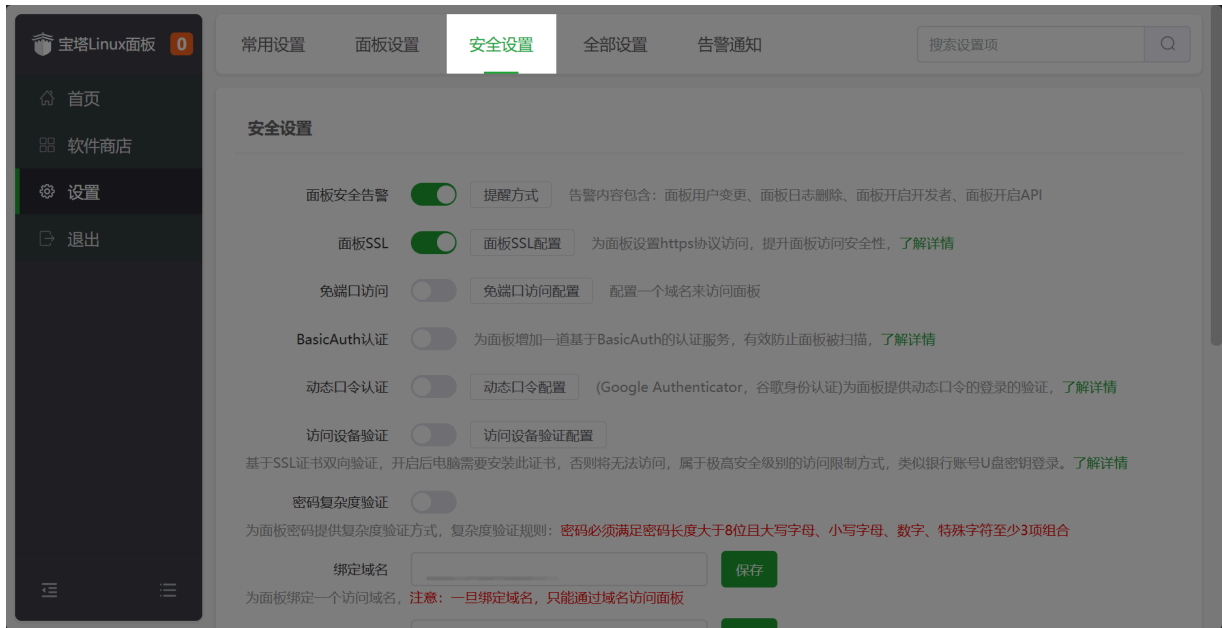 宝塔Linux面板 0
首页
软件商店
设置
退出
常用设置 面板设置 安全设置 全部设置 告警通知 搜索设置项
安全设置
面板安全告警 提醒方式 告警内容包含：面板用户变更、面板日志删除、面板开启开发者、面板开启API
面板SSL 面板SSL配置 为面板设置https协议访问，提升面板访问安全性，了解详情
免端口访问 免端口访问配置 配置一个域名来访问面板
BasicAuth认证 为面板增加一道基于BasicAuth的认证服务，有效防止面板被扫描，了解详情
动态口令认证 动态口令配置 (Google Authenticator，谷歌身份认证)为面板提供动态口令的登录的验证，了解详情
访问设备验证 访问设备验证配置
基于SSL证书双向验证，开启后电脑需要安装此证书，否则将无法访问，属于极高安全级别的访问限制方式，类似银行账号U盘密钥登录。了解详情
密码复杂度验证
为面板密码提供复杂度验证方式，复杂度验证规则：密码必须满足密码长度大于8位且大写字母、小写字母、数字、特殊字符至少3项组合
绑定域名 保存
为面板绑定一个访问域名，注意：一旦绑定域名，只能通过域名访问面板